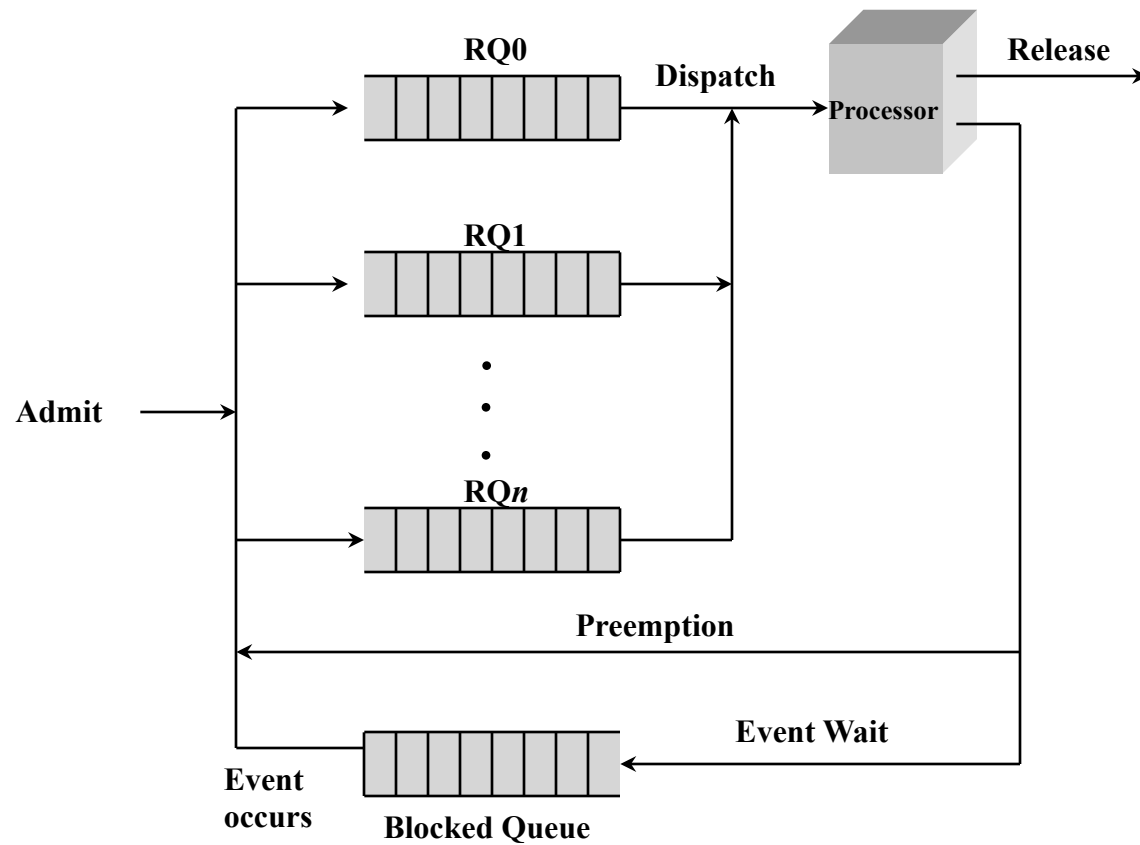 RQ0
Release
Dispatch
Processor
RQ1
Admit
RQn
Preemption
Event Wait
Event
occurs
Blocked Queue